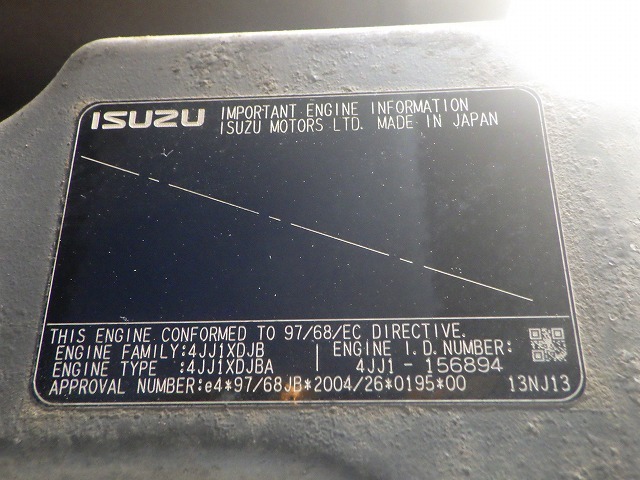 ISUZU IMPORTANT ENGINE INFORMATION
ISUZU MOTORS LTD. MADE IN JAPAN
THIS ENGINE CONFORMED TO 97/68/EC DIRECTIVE.
ENGINE FAMILY:4JJ1XDJB
ENGINE TYPE :4JJ1XDJBA
ENGINE I.D.NUMBER:
4JJ1 - 156894
APPROVAL NUMBER:e4*97/68JB*2004/26*0195*00 13NJ13